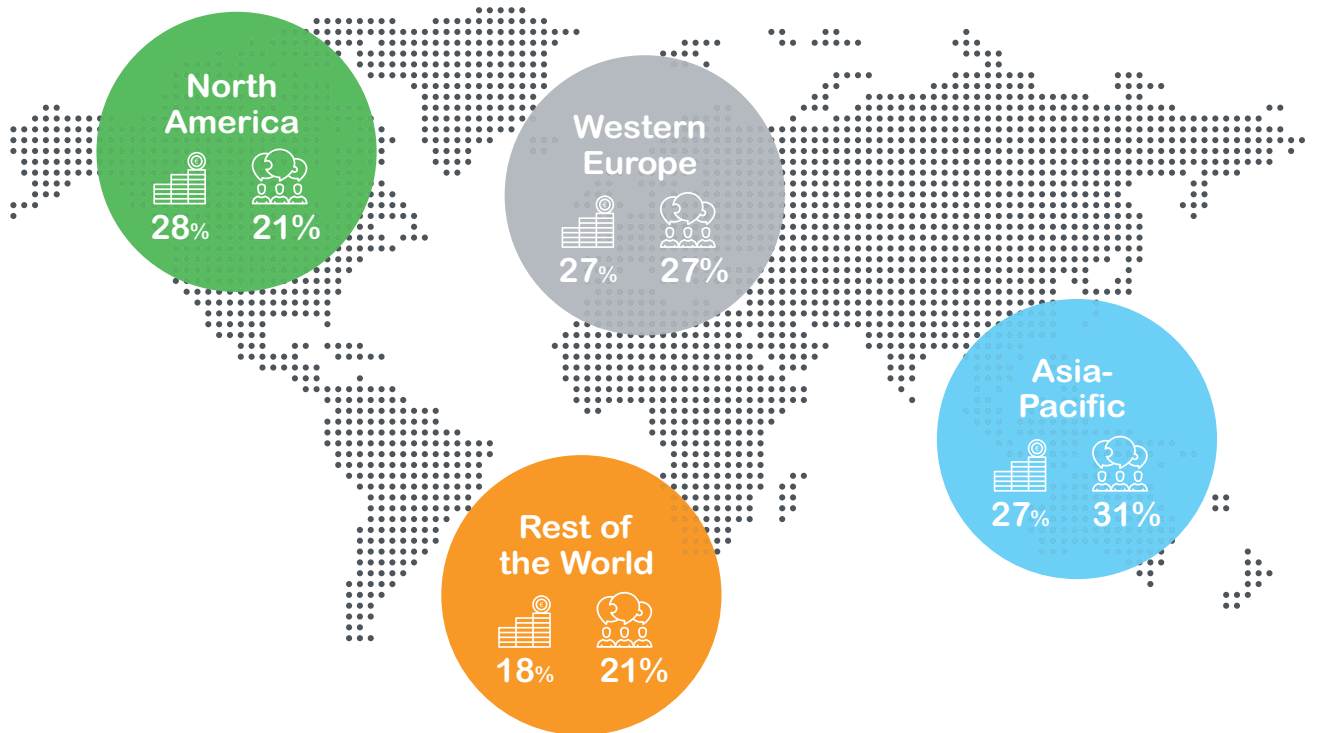 North
America
28% 21%
Western
Europe
27% 27%
Asia-
Pacific
27% 31%
Rest of
the World
18% 21%